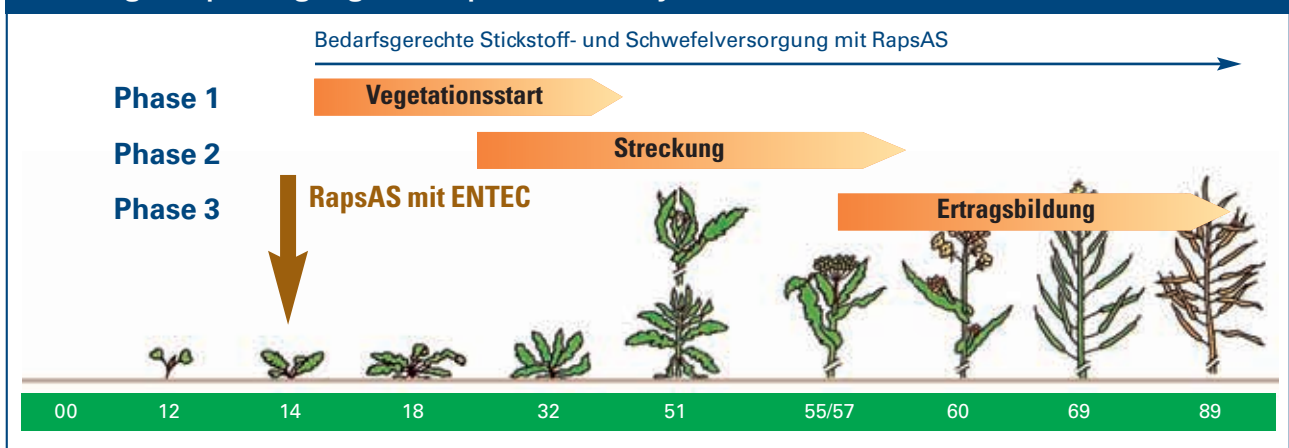 Bedarfsgerechte Stickstoff- und Schwefelversorgung mit RapsAS
Phase 1
Vegetationsstart
Phase 2
Streckung
RapsAS mit ENTEC
Phase 3
Ertragsbildung
00 12 14 18 32 51 55/57 60 69 89